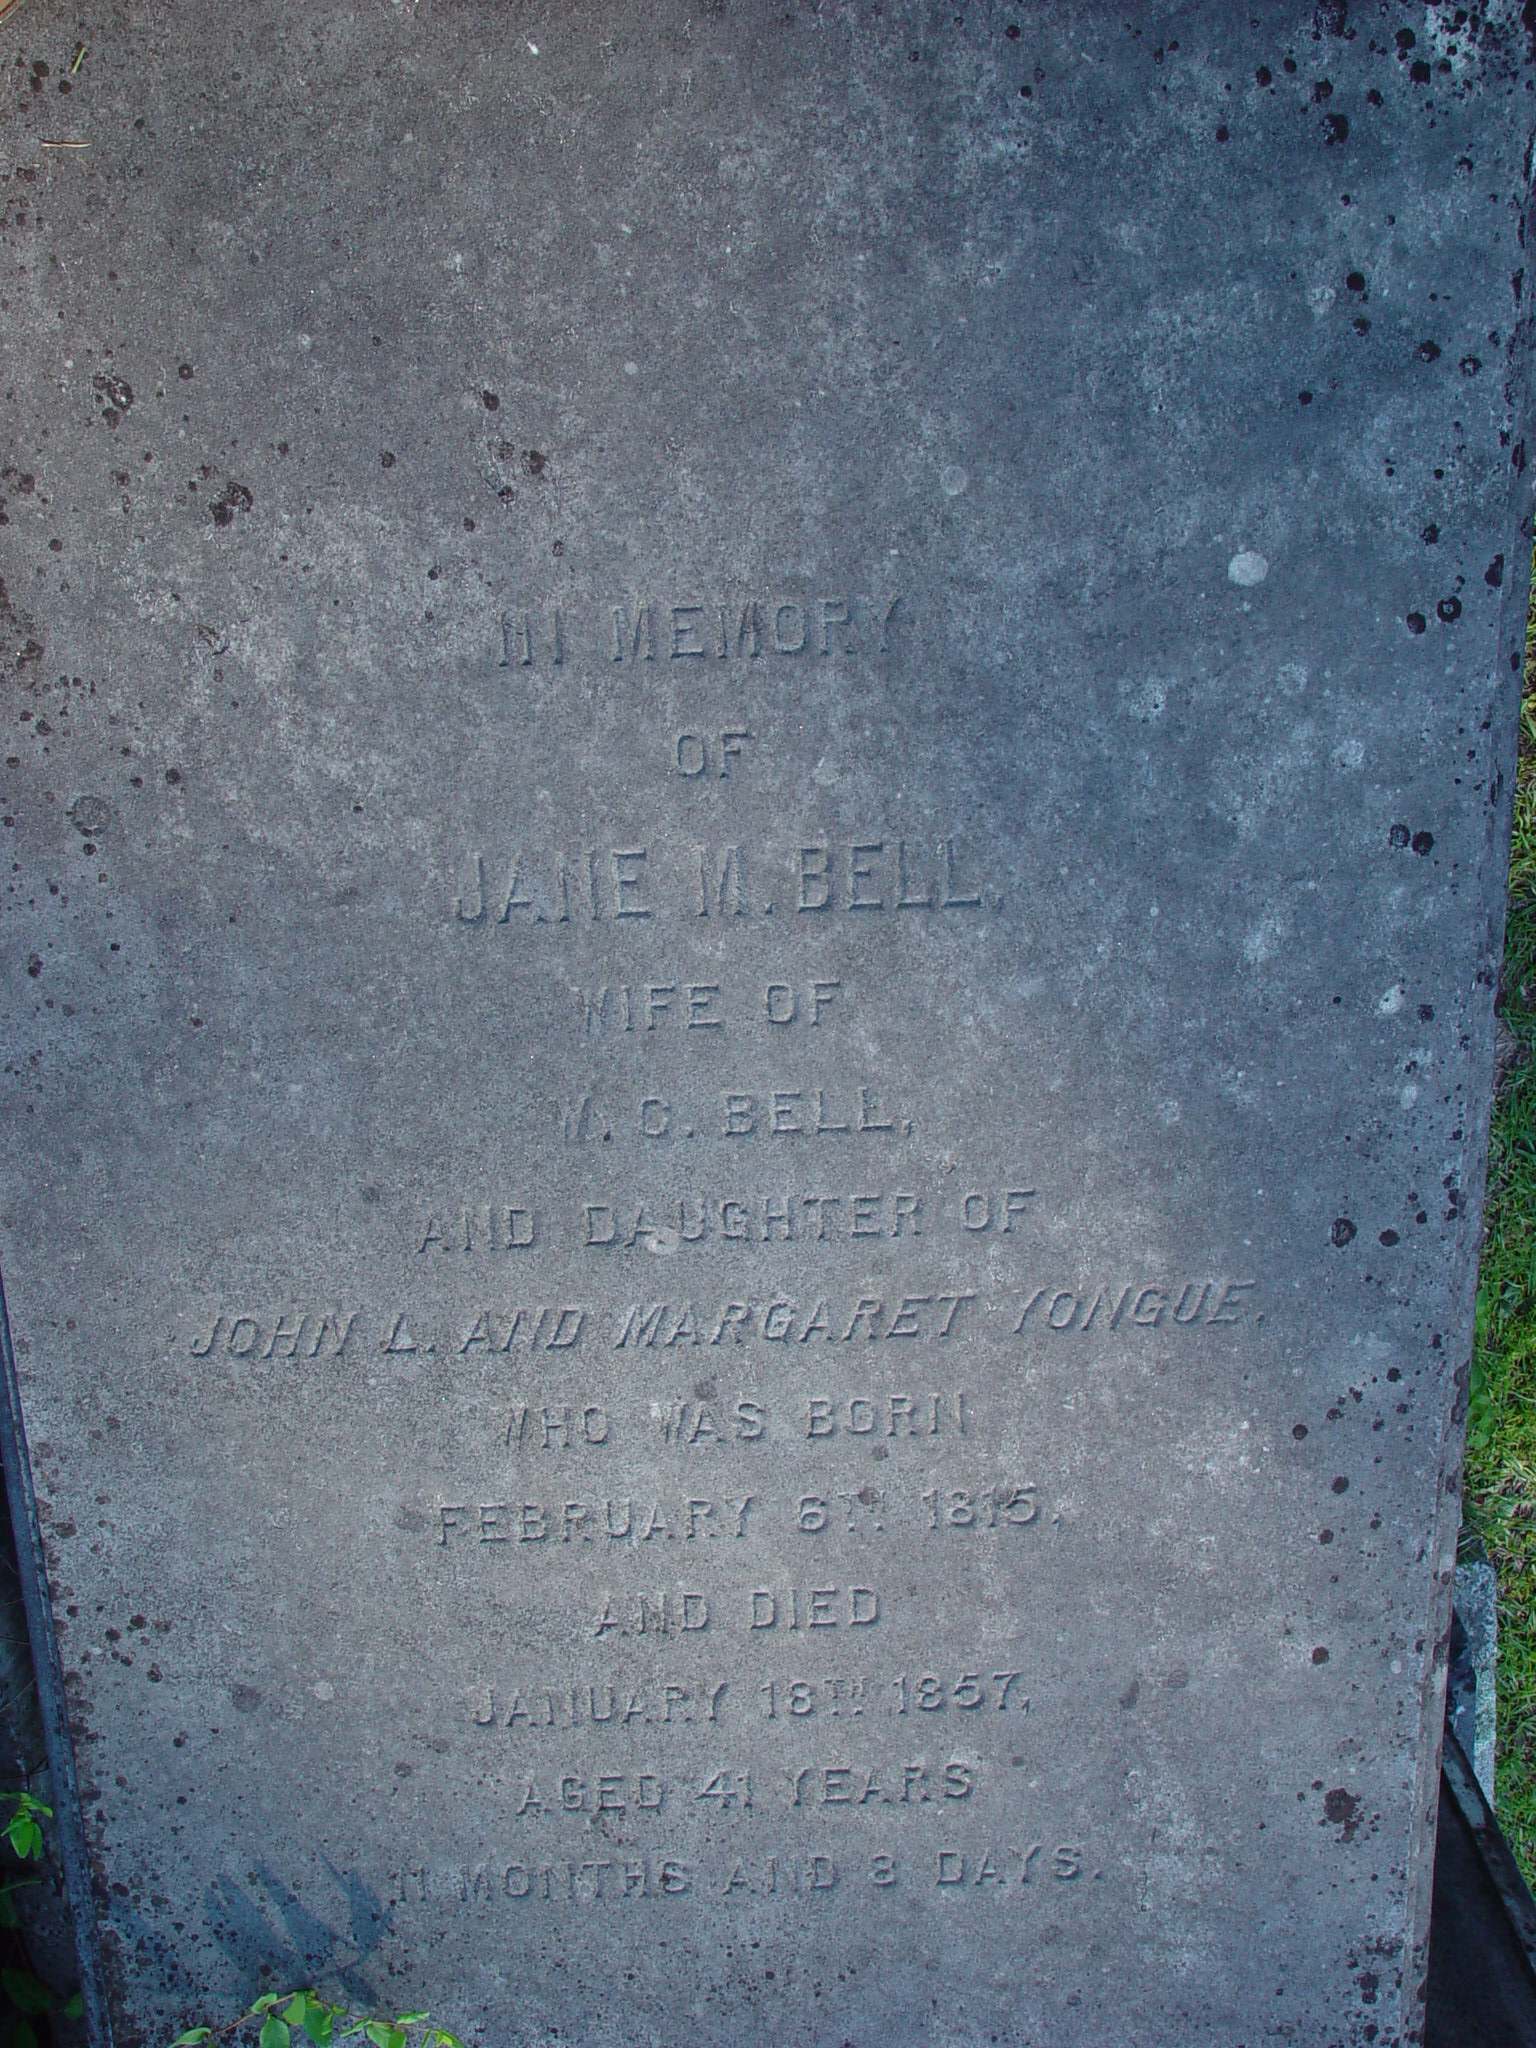 IN MEMORY
OF
JANE M. BELL,
WIFE OF
W. C. BELL,
AND DAUGHTER OF
JOHN L. AND MARGARET YONGUE.
WHO WAS BORN
FEBRUARY 6TH 1815,
AND DIED
JANUARY 18TH 1857,
AGED 41 YEARS
11 MONTHS AND 8 DAYS.